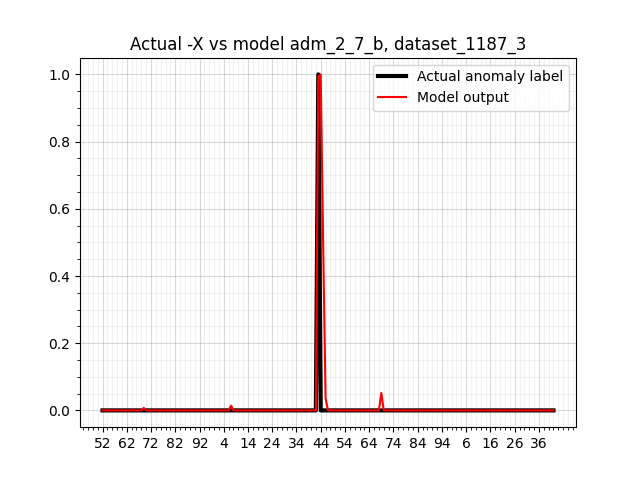 Actual -X vs model adm_2_7_b, dataset_1187_3
Actual anomaly label
Model output
1.0
0.8
0.6
0.4
0.2
0.0
52 62 72 82 92 4 14 24 34 44 54 64 74 84 94 6 16 26 36